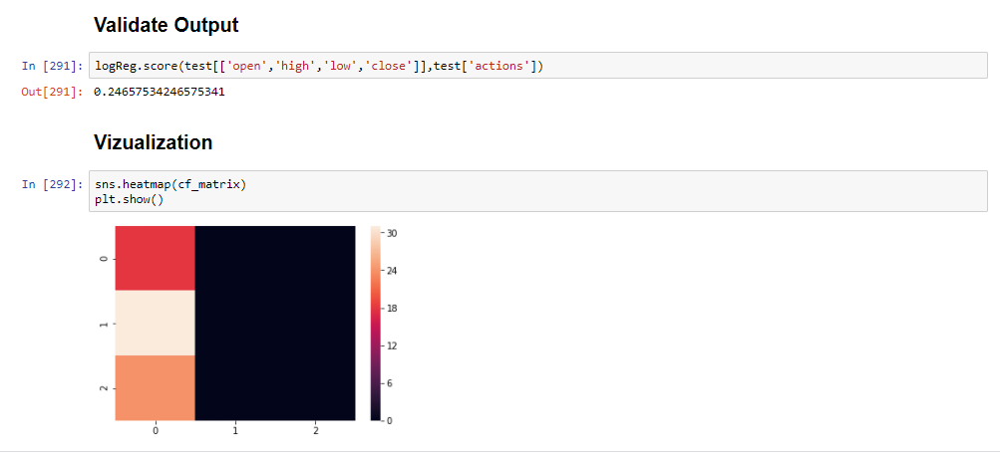 Validate Output
In [291]: logReg.score(test[['open','high','low','close']],test['actions'])
Out[291]: 0.24657534246575341
Vizualization
In [292]: sns.heatmap(cf_matrix)
plt.show()
0
1
2
0 1 2
30
24
18
12
6
0